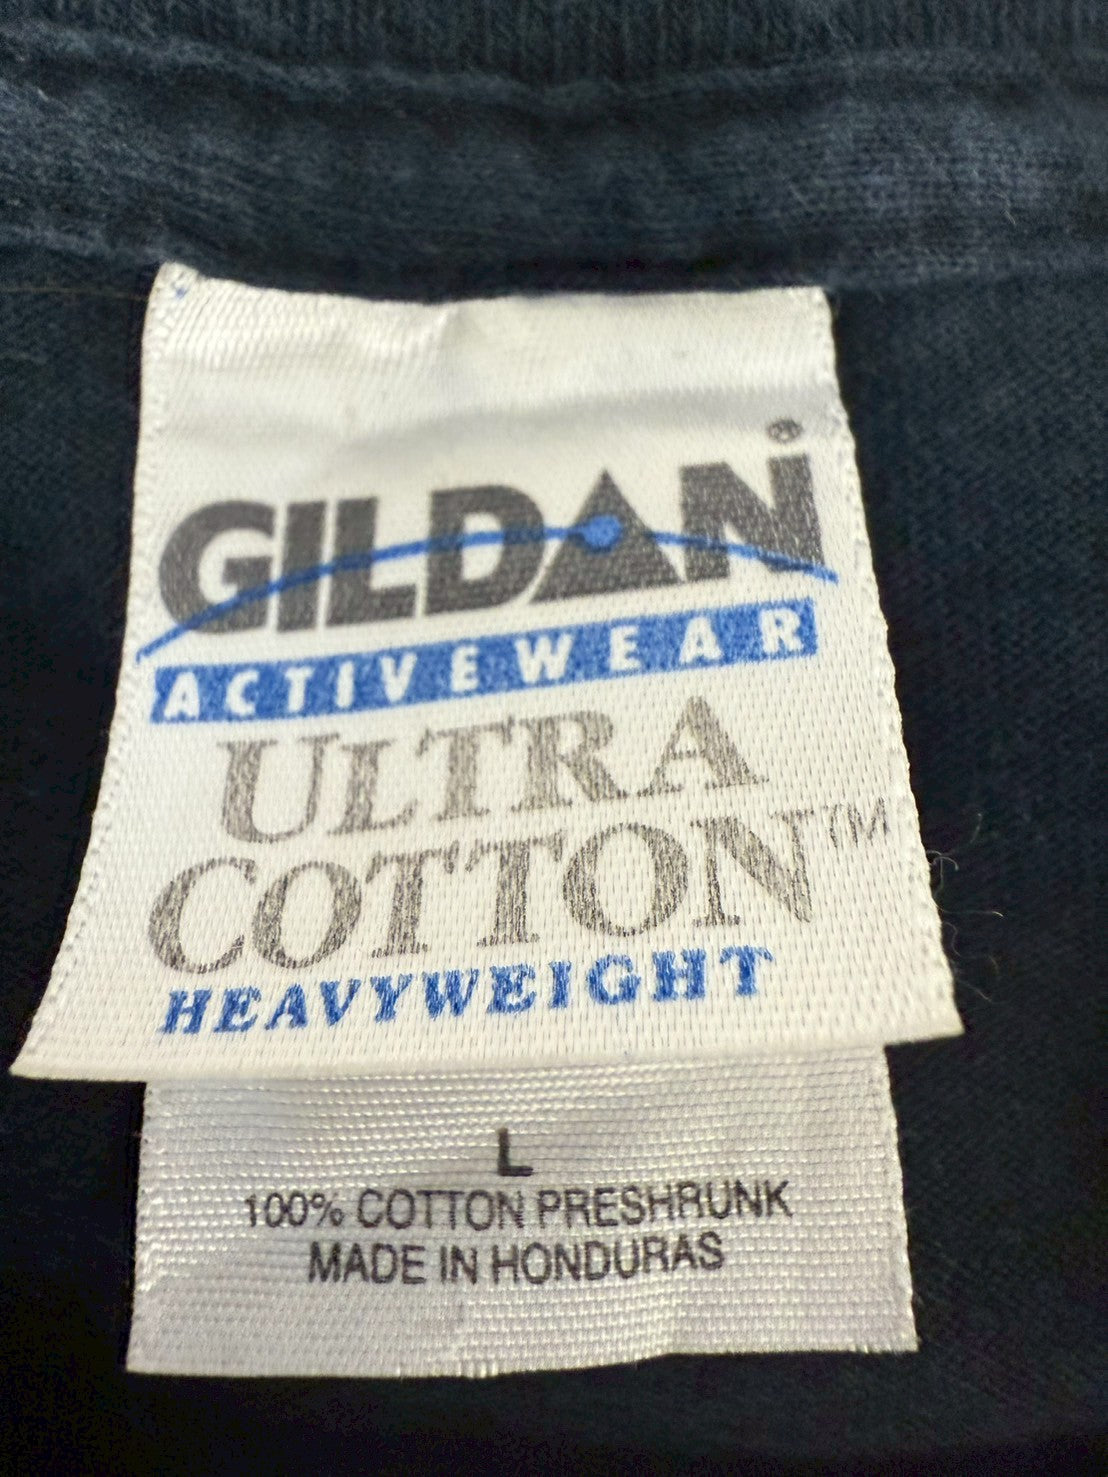 GILDAN®
ACTIVEWEAR
ULTRA
COTTON™
HEAVYWEIGHT
L
100% COTTON PRESHRUNK
MADE IN HONDURAS